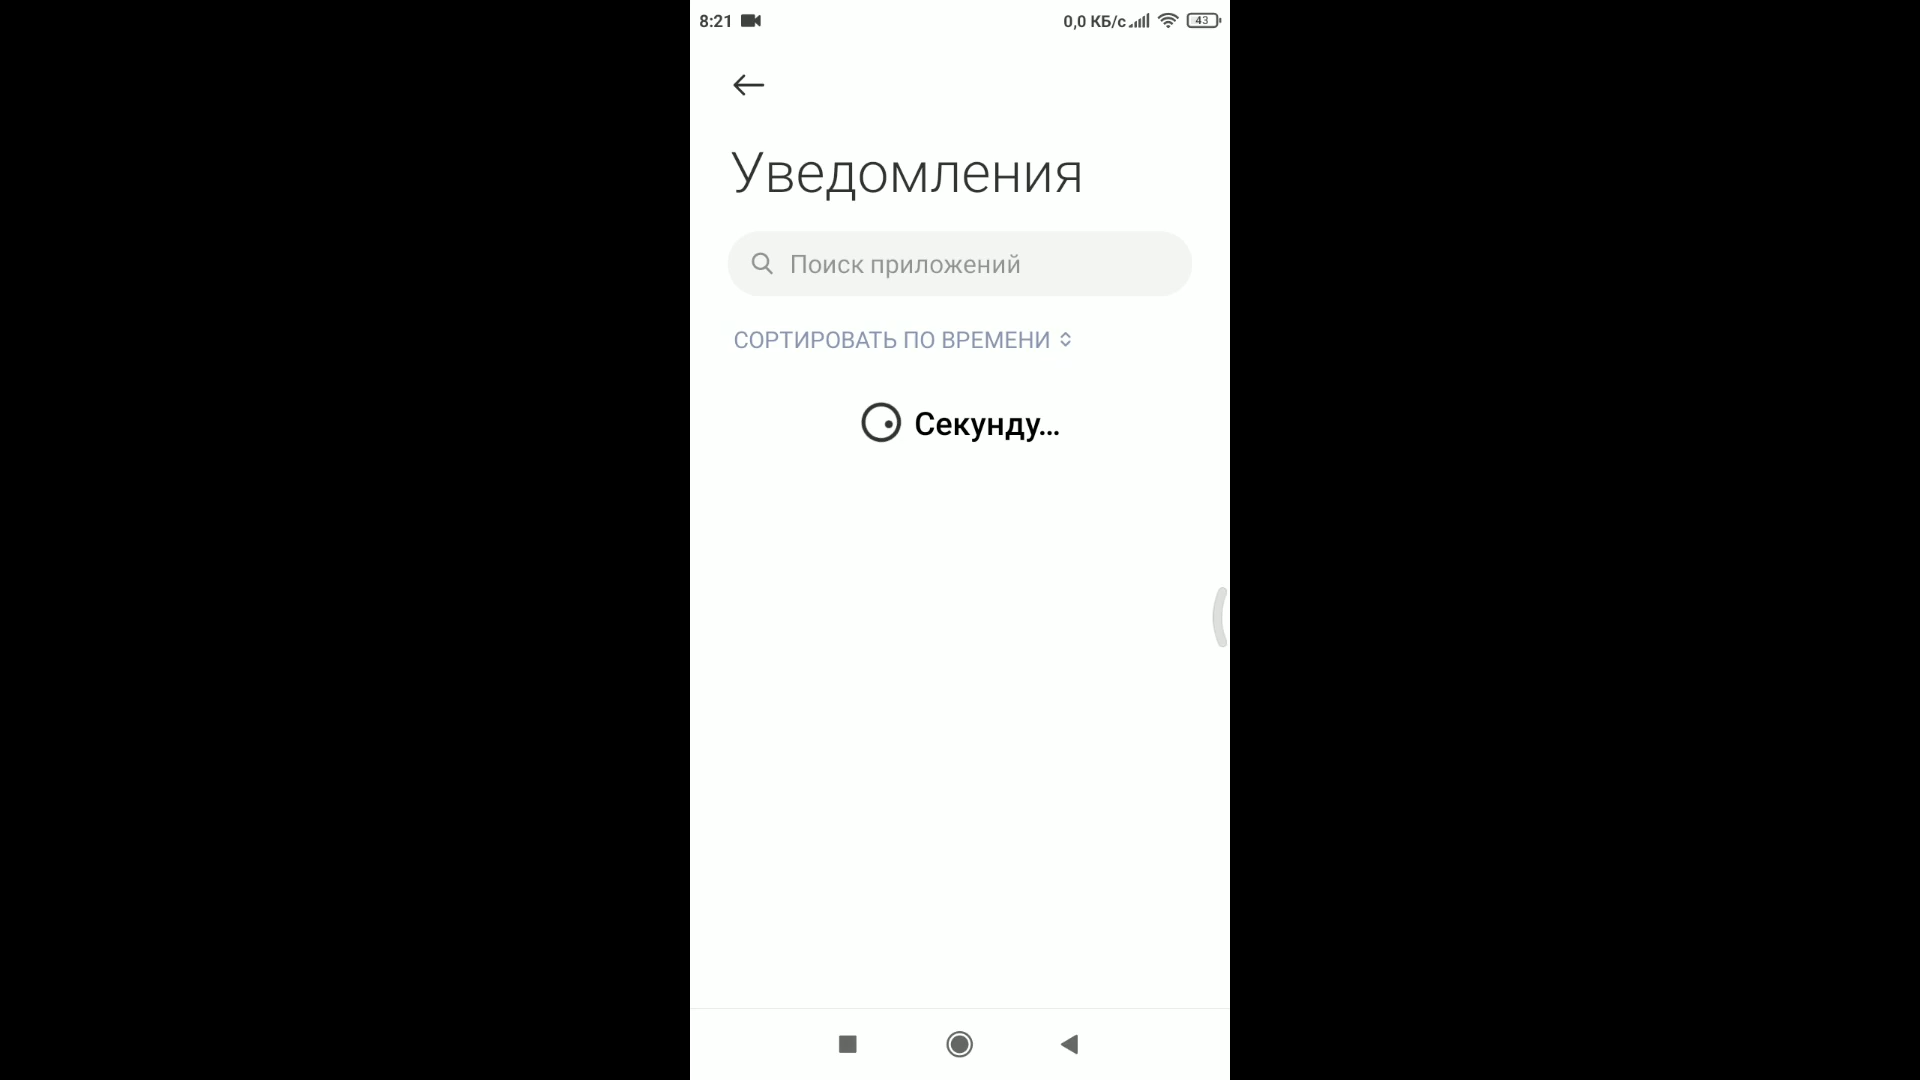 8:21 0,0 КБ/с 43
Уведомления
Поиск приложений
СОРТИРОВАТЬ ПО ВРЕМЕНИ
Секунду...